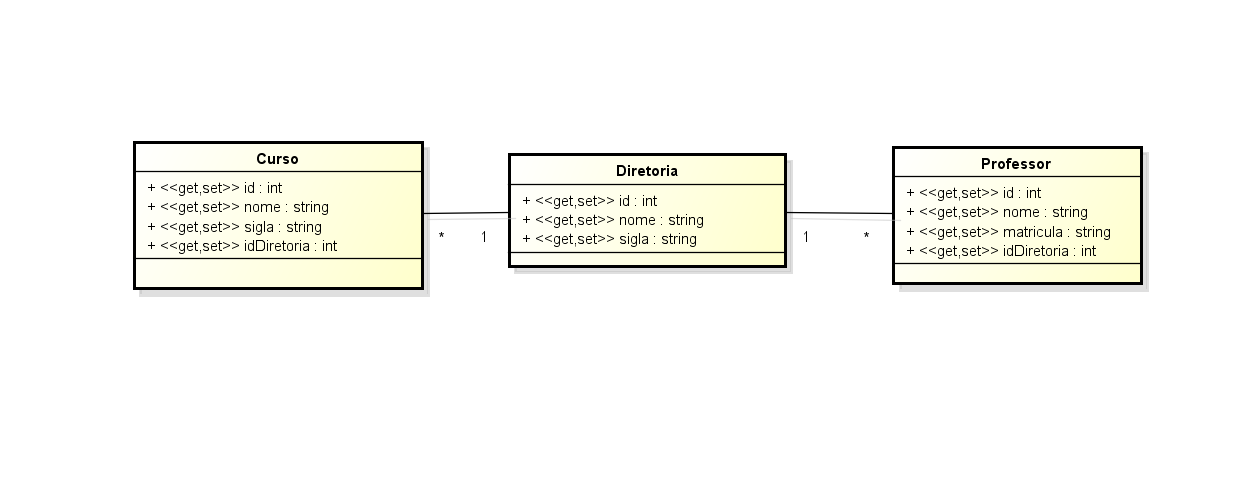 Curso
+ <<get,set>> id : int
+ <<get,set>> nome : string
+ <<get,set>> sigla : string
+ <<get,set>> idDiretoria : int
* 1
Diretoria
+ <<get,set>> id : int
+ <<get,set>> nome : string
+ <<get,set>> sigla : string
1 *
Professor
+ <<get,set>> id : int
+ <<get,set>> nome : string
+ <<get,set>> matricula : string
+ <<get,set>> idDiretoria : int